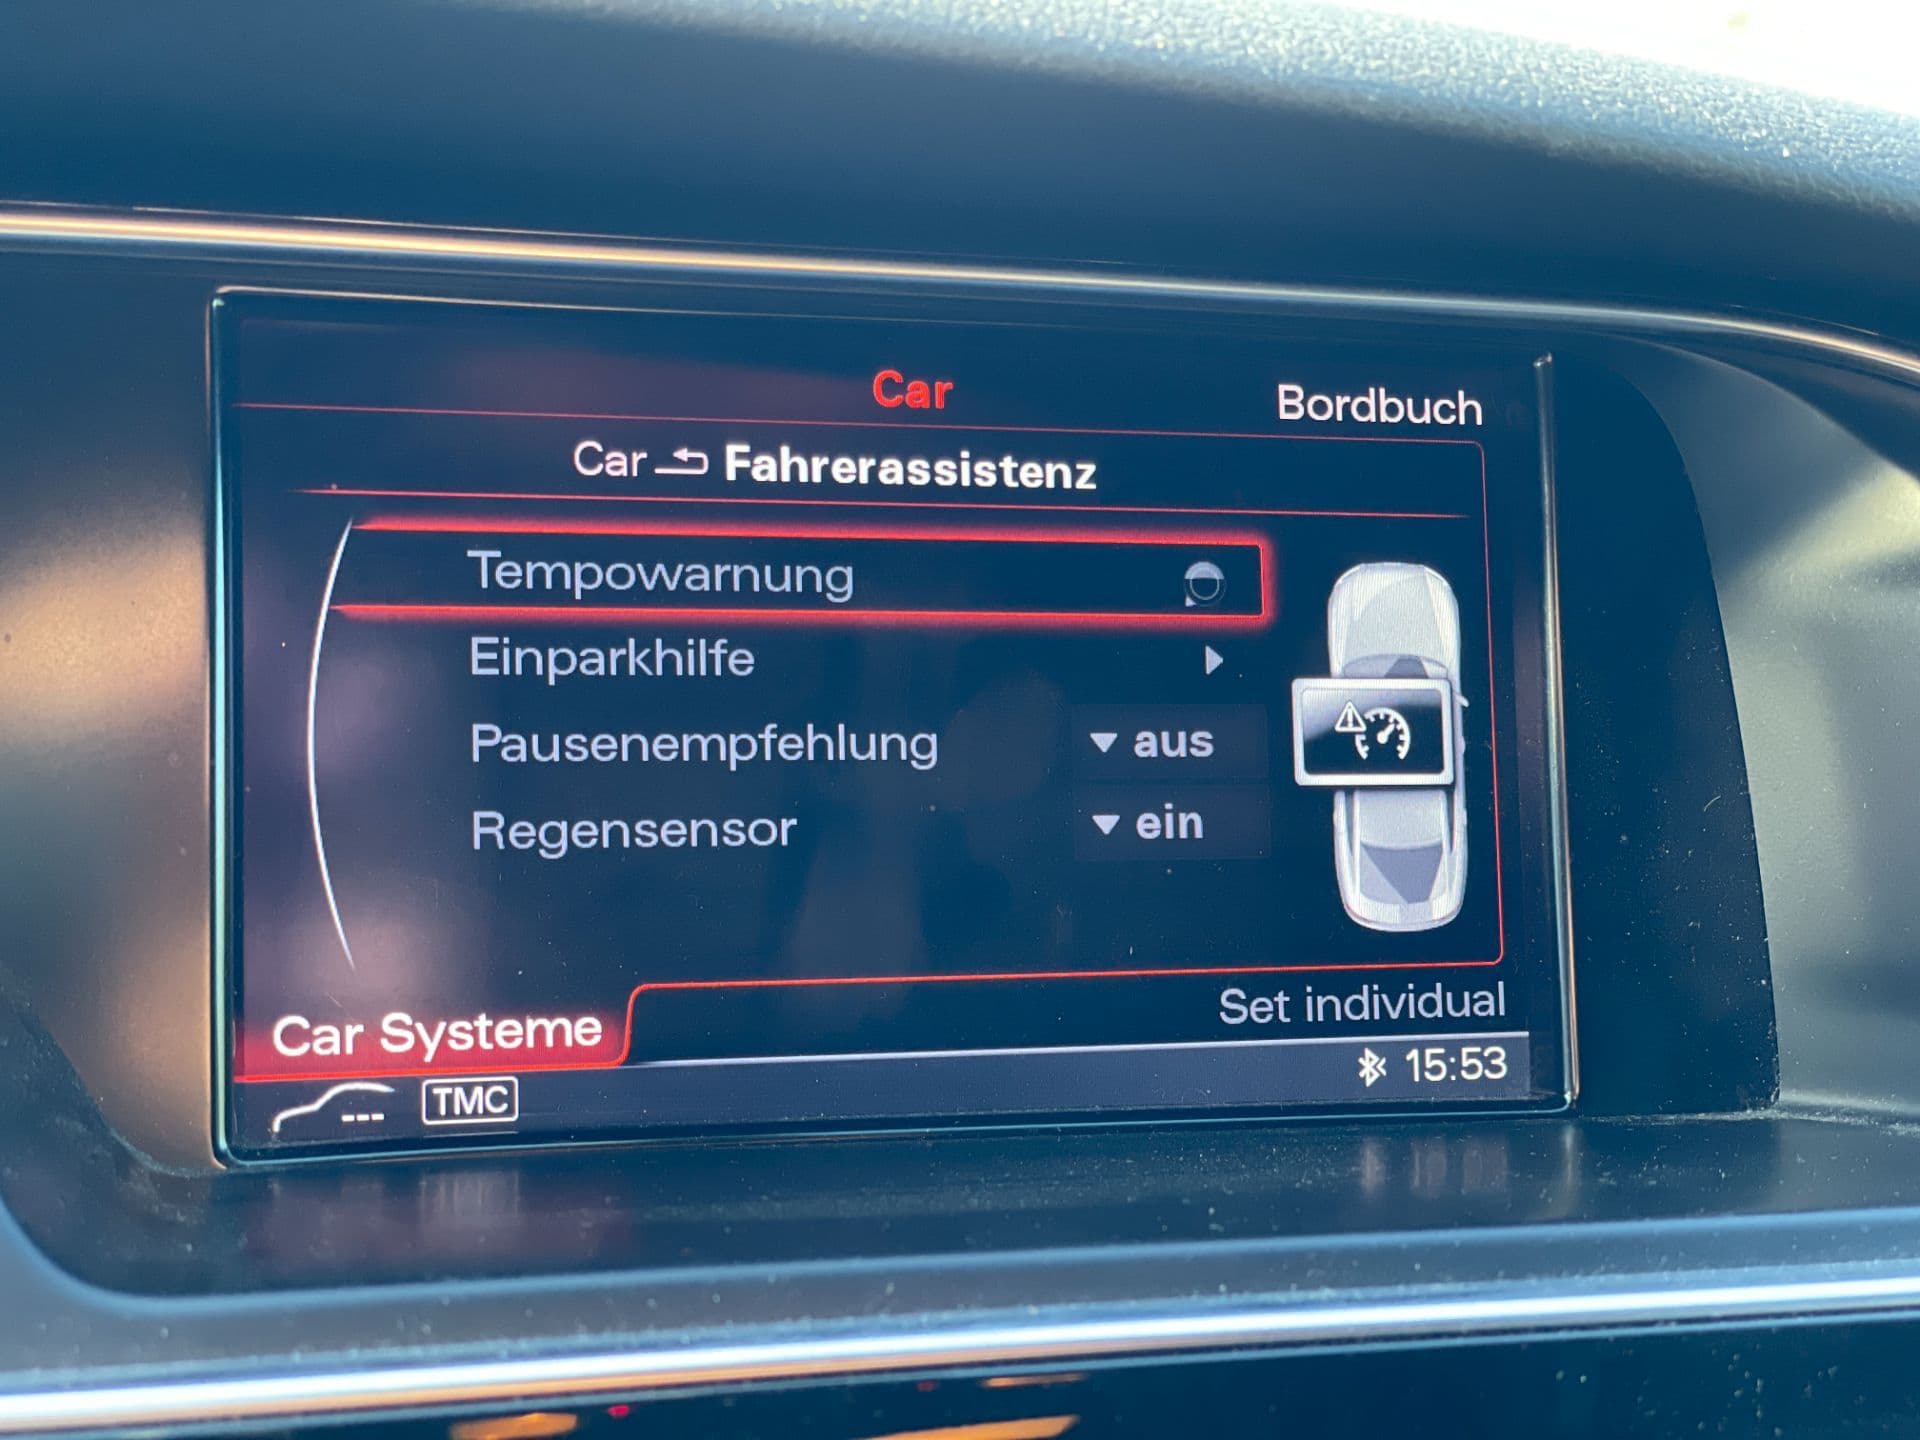 Car
Bordbuch
Car Fahrerassistenz
Tempowarnung
Einparkhilfe
Pausenempfehlung aus
Regensensor ein
Set individual
Car Systeme
15:53
--- TMC